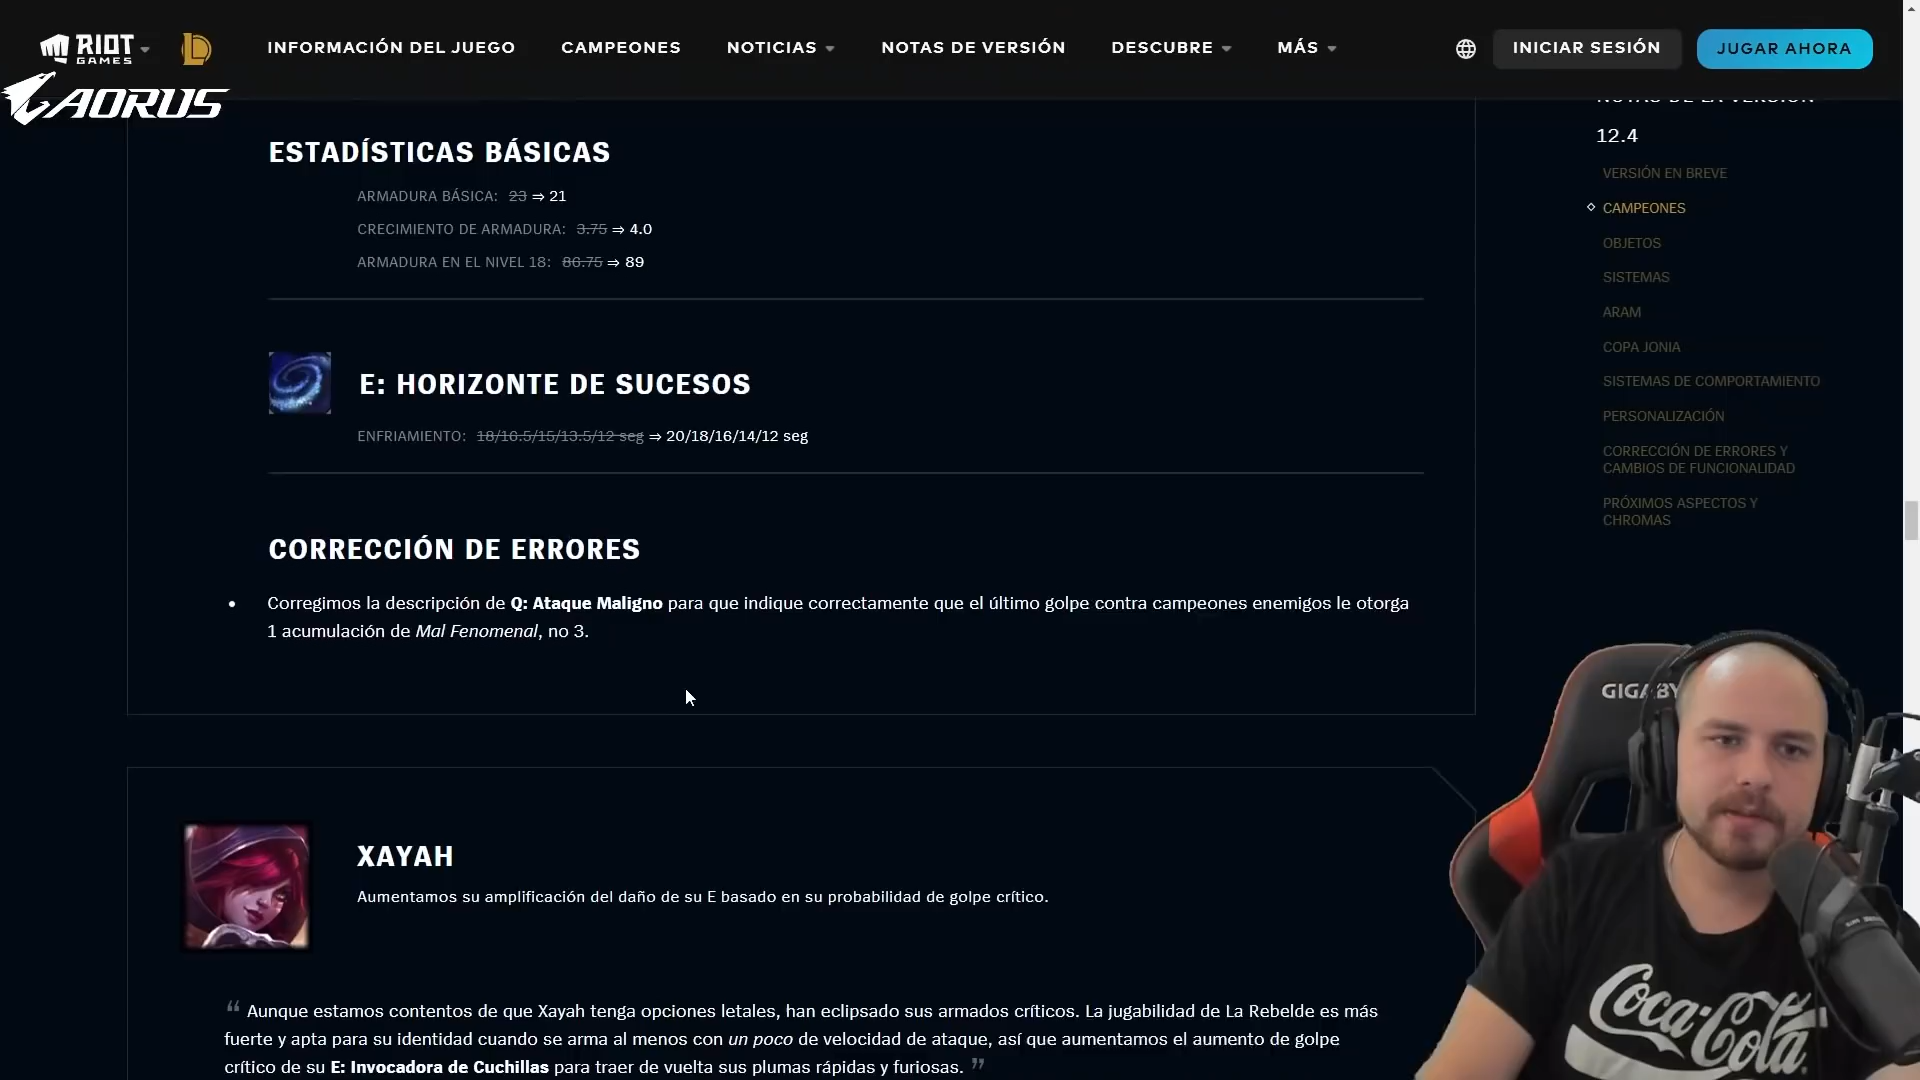 RIOT GAMES
INFORMACIÓN DEL JUEGO
CAMPEONES
NOTICIAS
NOTAS DE VERSIÓN
DESCUBRE
MÁS
INICIAR SESIÓN
JUGAR AHORA
AORUS
ESTADÍSTICAS BÁSICAS
ARMADURA BÁSICA: 23 ⇒ 21
CRECIMIENTO DE ARMADURA: 3.75 ⇒ 4.0
ARMADURA EN EL NIVEL 18: 86.75 ⇒ 89
E: HORIZONTE DE SUCESOS
ENFRIAMIENTO: 18/16.5/15/13.5/12 seg ⇒ 20/18/16/14/12 seg
CORRECCIÓN DE ERRORES
• Corregimos la descripción de Q: Ataque Maligno para que indique correctamente que el último golpe contra campeones enemigos le otorga
1 acumulación de Mal Fenomenal, no 3.
XAYAH
Aumentamos su amplificación del daño de su E basado en su probabilidad de golpe crítico.
“ Aunque estamos contentos de que Xayah tenga opciones letales, han eclipsado sus armados críticos. La jugabilidad de La Rebelde es más
fuerte y apta para su identidad cuando se arma al menos con un poco de velocidad de ataque, así que aumentamos el aumento de golpe
crítico de su E: Invocadora de Cuchillas para traer de vuelta sus plumas rápidas y furiosas. ”
NOTAS DE LA VERSIÓN
12.4
VERSIÓN EN BREVE
CAMPEONES
OBJETOS
SISTEMAS
ARAM
COPA JONIA
SISTEMAS DE COMPORTAMIENTO
PERSONALIZACIÓN
CORRECCIÓN DE ERRORES Y
CAMBIOS DE FUNCIONALIDAD
PRÓXIMOS ASPECTOS Y
CHROMAS
GIGABY
Coca-Cola